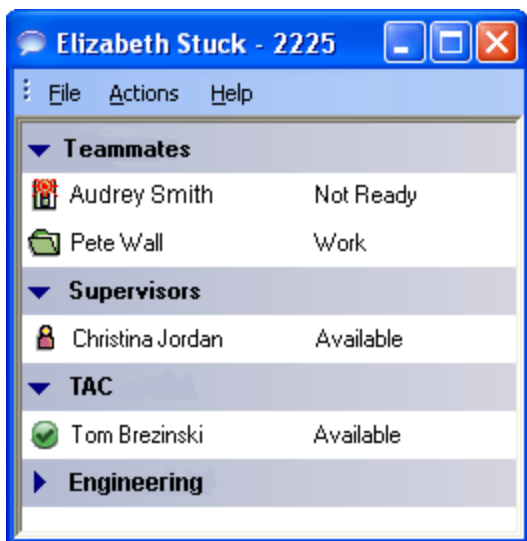 Elizabeth Stuck - 2225
File Actions Help
Teammates
Audrey Smith Not Ready
Pete Wall Work
Supervisors
Christina Jordan Available
TAC
Tom Brezinski Available
Engineering